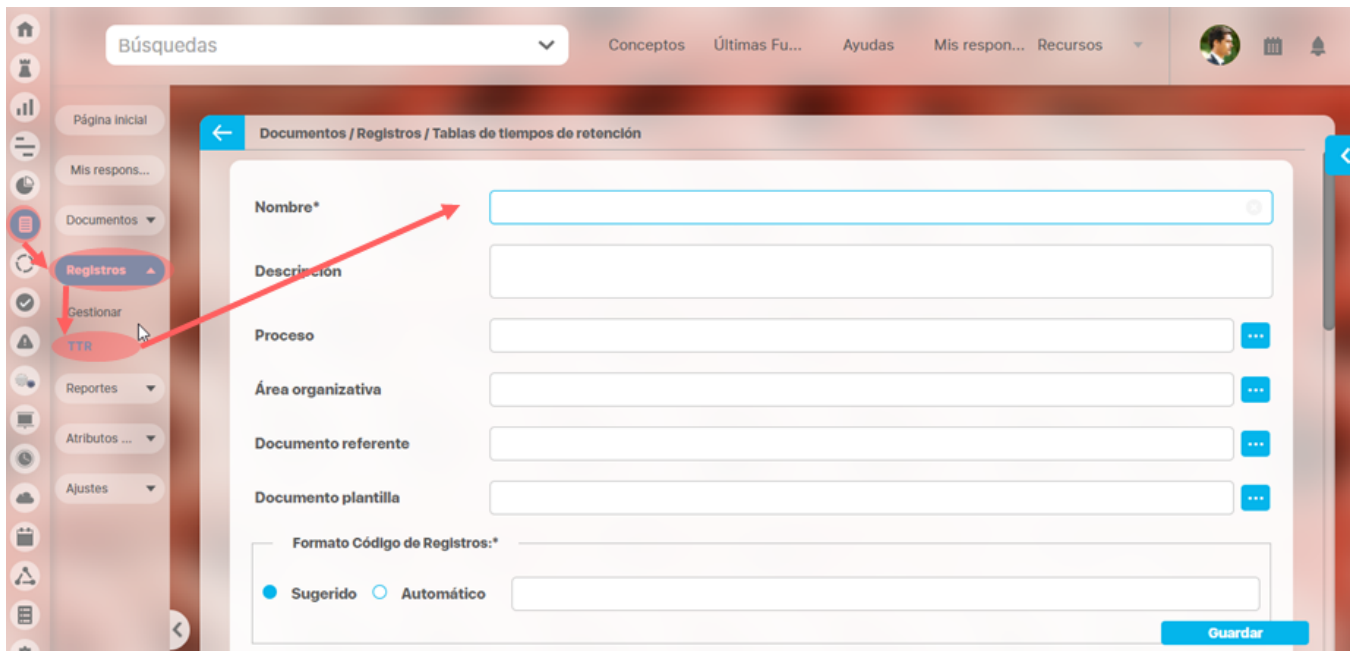 Búsquedas
Conceptos
Últimas Fu...
Ayudas
Mis respon...
Recursos
Página inicial
Mis respons...
Documentos
Registros
Gestionar
TTR
Reportes
Atributos ...
Ajustes
Documentos / Registros / Tablas de tiempos de retención
Nombre*
Descripción
Proceso
Área organizativa
Documento referente
Documento plantilla
Formato Código de Registros:*
Sugerido
Automático
Guardar